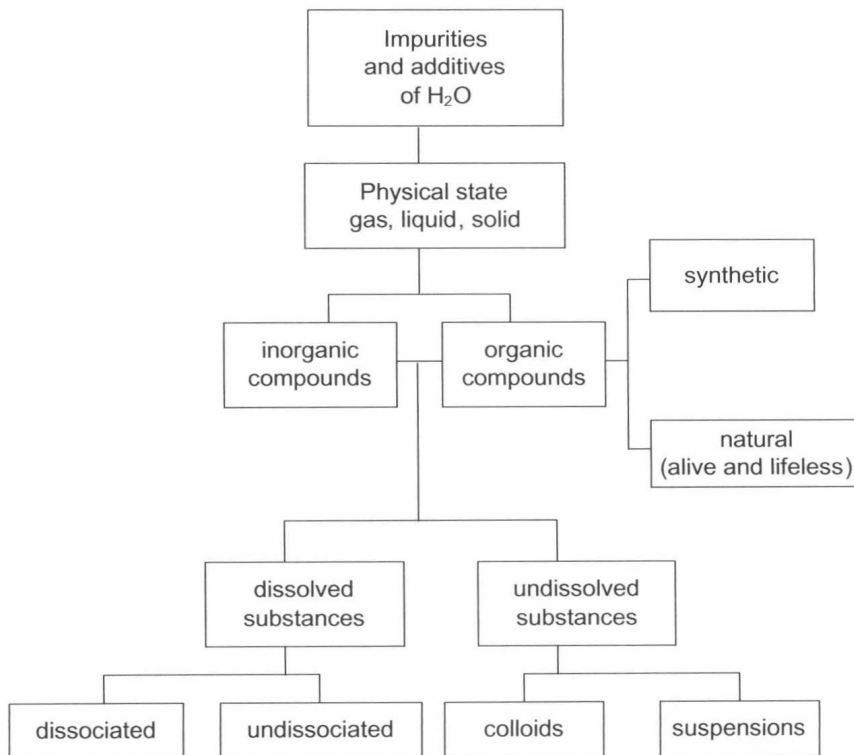 Impurities
and additives
of H₂O
Physical state
gas, liquid, solid
synthetic
inorganic
compounds
organic
compounds
natural
(alive and lifeless)
dissolved
substances
undissolved
substances
dissociated
undissociated
colloids
suspensions